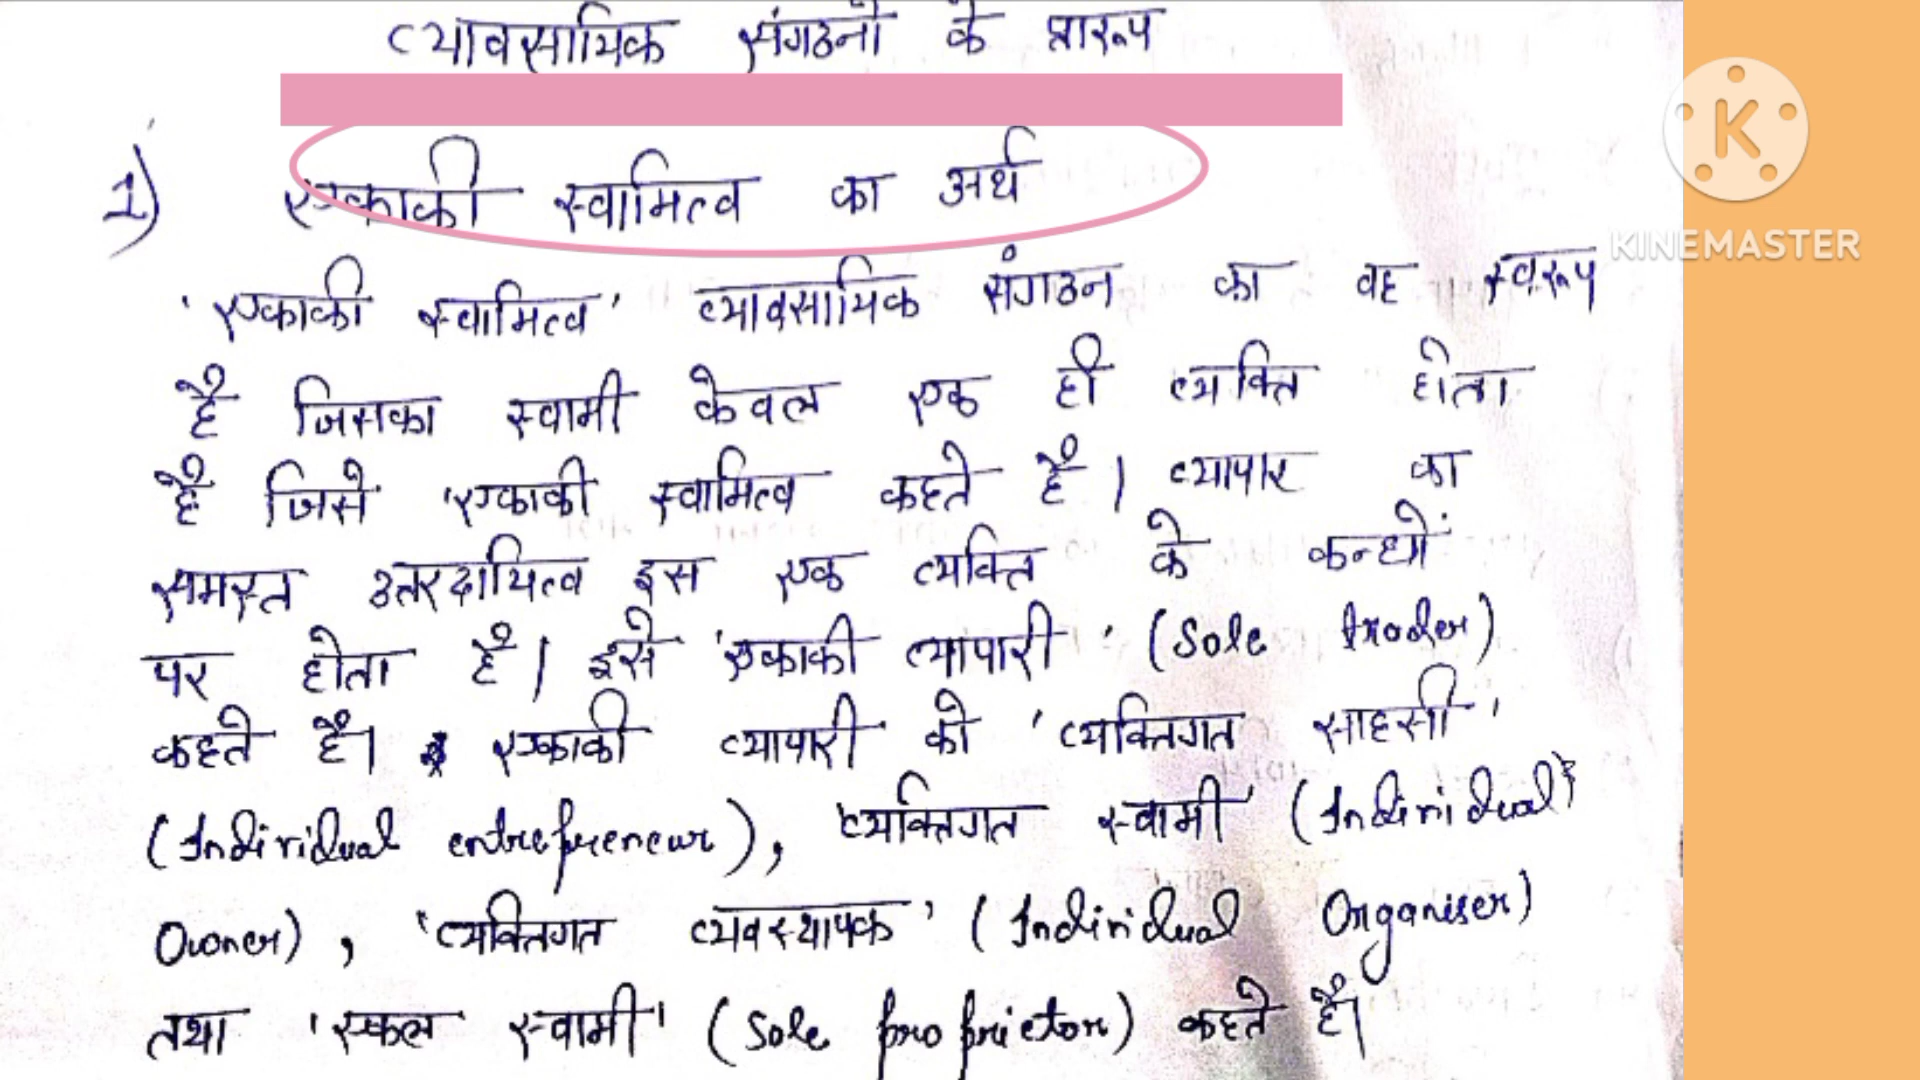 व्यावसायिक संगठनों के प्रारूप
1) एकाकी स्वामित्व का अर्थ
KINEMASTER
'एकाकी स्वामित्व' व्यावसायिक संगठन का वह स्वरूप
है जिसका स्वामी केवल एक ही व्यक्ति होता
है जिसे 'एकाकी स्वामित्व कहते है। व्यापार का
समस्त उत्तरदायित्व इस एक व्यक्ति के कन्धों
पर होता है। इसे 'एकाकी व्यापारी' (Sole trader)
कहते है। एकाकी व्यापारी को 'व्यक्तिगत साहसी'
(Individual entrepreneur), 'व्यक्तिगत स्वामी' (Individual
Owner), 'व्यक्तिगत व्यवस्थापक' (Individual Organiser)
तथा 'एकल स्वामी' (Sole proprietor) कहते है।